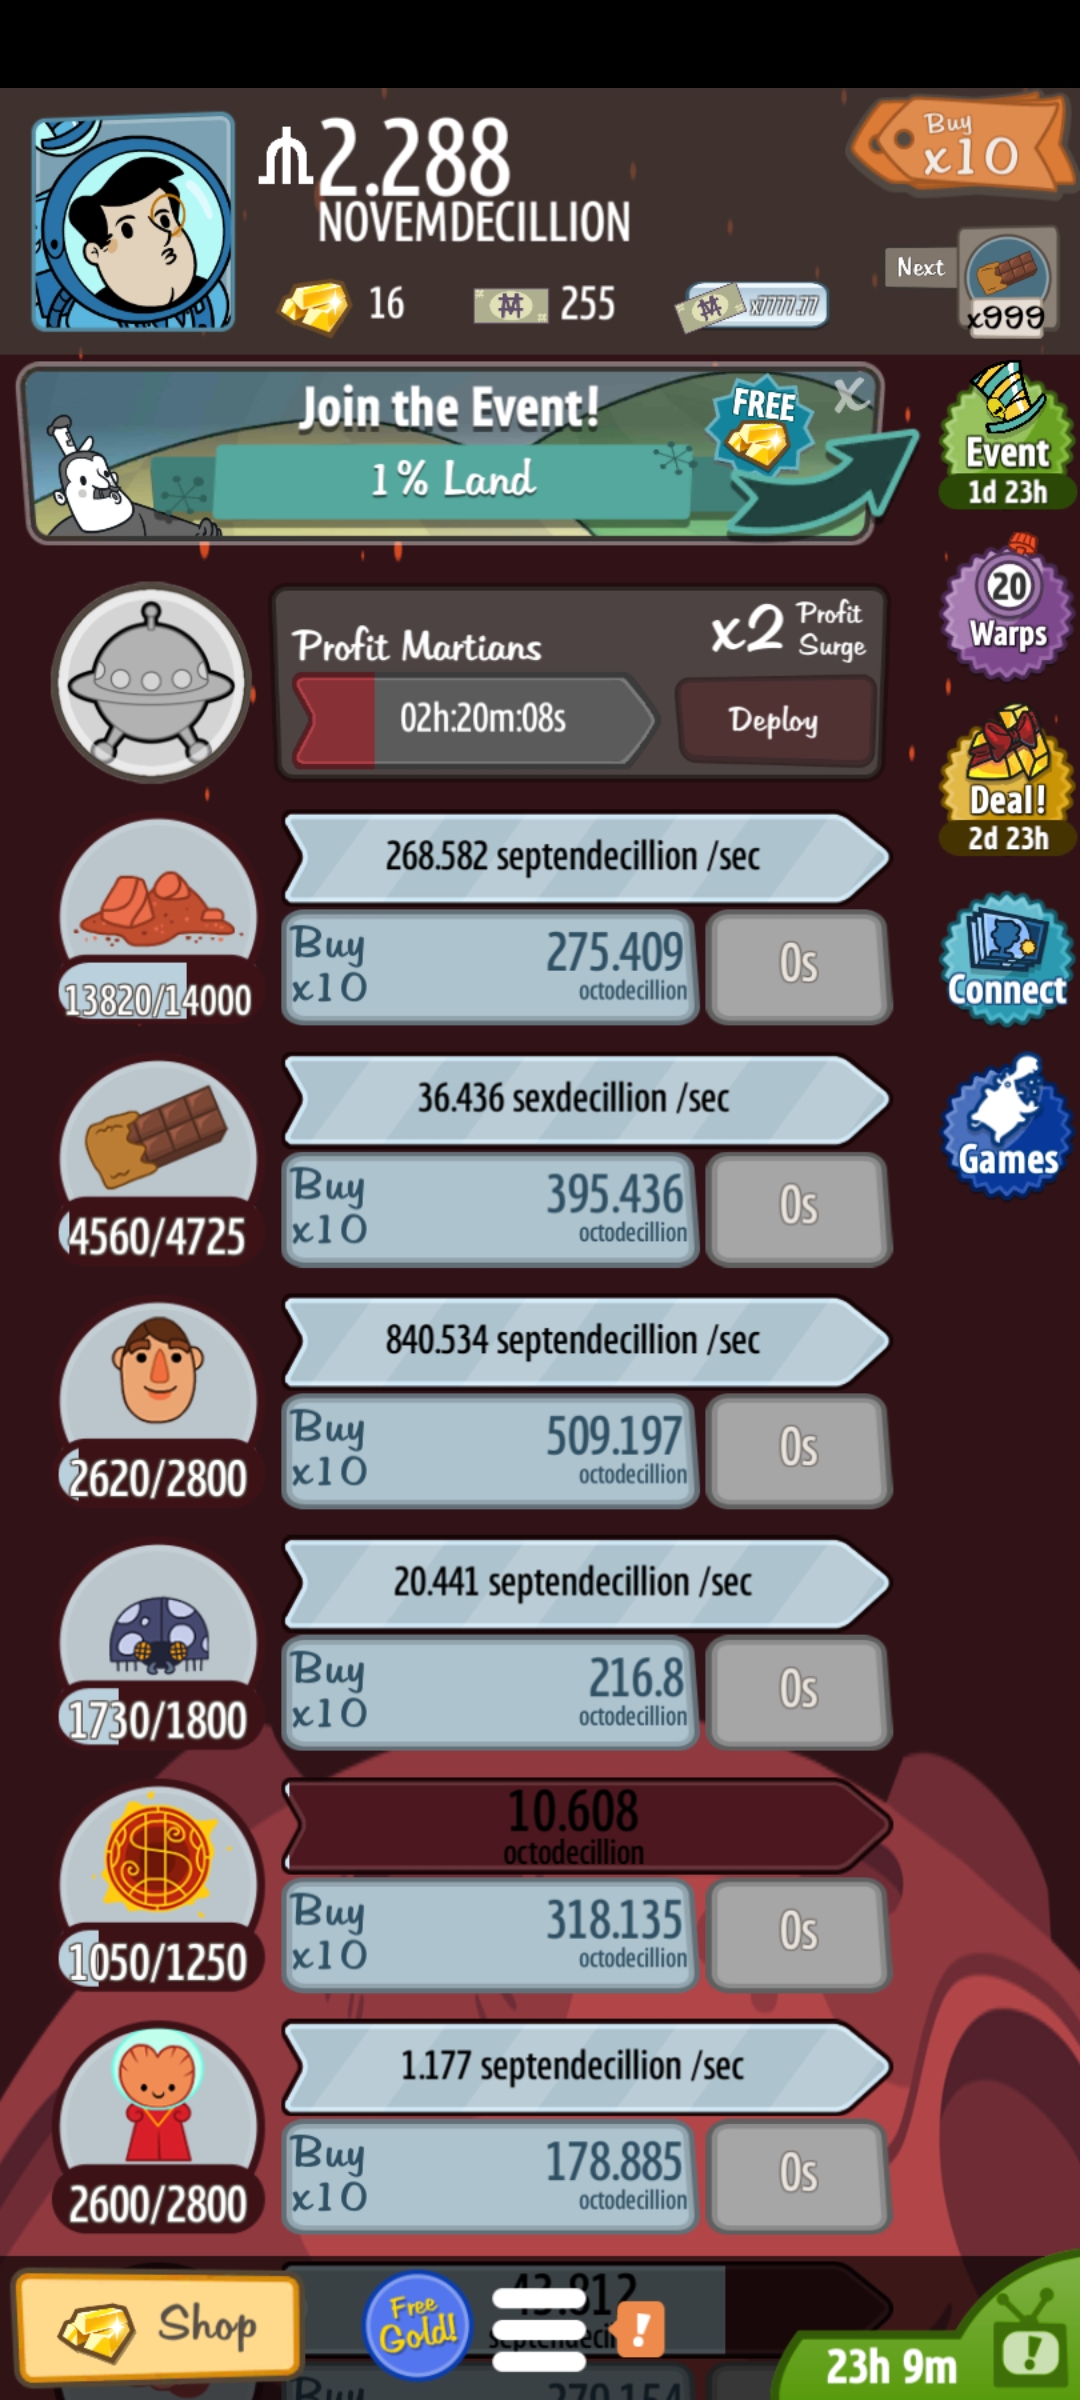 2.288
NOVEMDECILLION
Buy
x10
16
255
x7777.77
Next
x999
Join the Event!
1% Land
FREE
X
Event
1d 23h
20
Warps
Profit Martians
x2 Profit
Surge
02h:20m:08s
Deploy
Deal!
2d 23h
268.582 septendecillion /sec
13820/14000
Buy
x10
275.409
octodecillion
0s
Connect
36.436 sexdecillion /sec
4560/4725
Buy
x10
395.436
octodecillion
0s
Games
840.534 septendecillion /sec
2620/2800
Buy
x10
509.197
octodecillion
0s
20.441 septendecillion /sec
1730/1800
Buy
x10
216.8
octodecillion
0s
10.608
octodecillion
1050/1250
Buy
x10
318.135
octodecillion
0s
1.177 septendecillion /sec
2600/2800
Buy
x10
178.885
octodecillion
0s
Shop
Free
Gold!
!
23h 9m
!
Buy